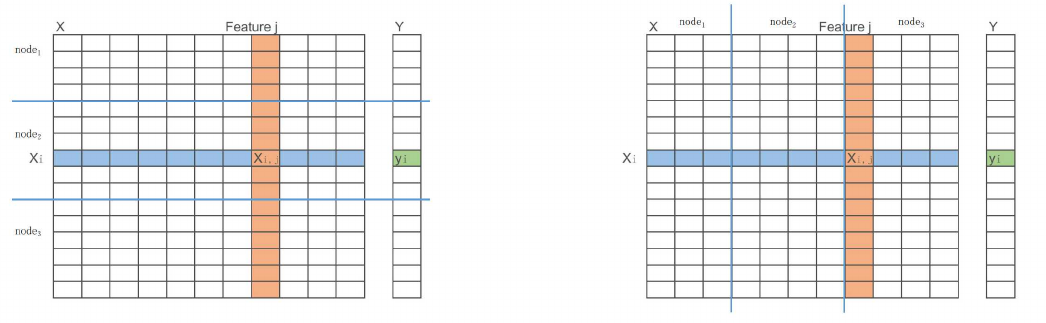 X Feature j Y
node1
node2
Xi Xi,j yi
node3
X node1 node2 Feature j node3 Y
Xi Xi,j yi